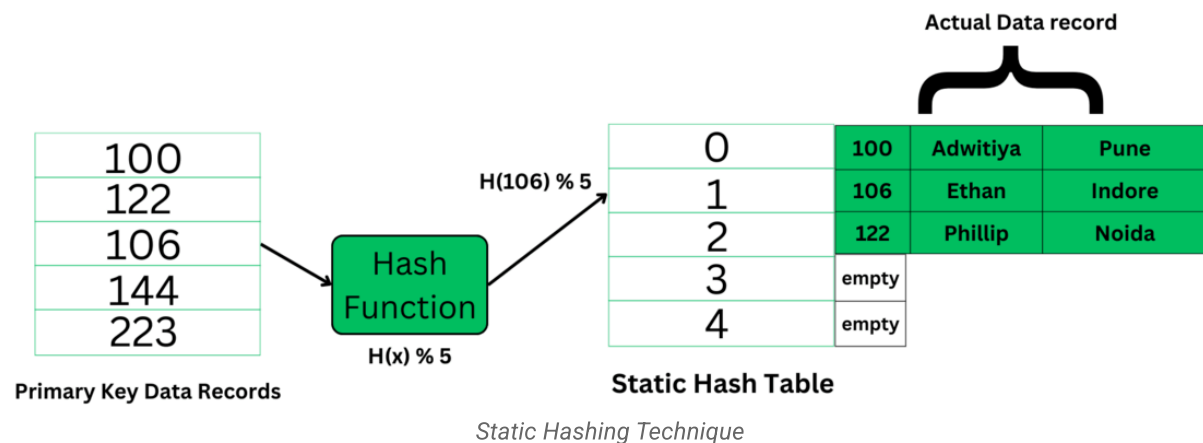 Actual Data record
100
122
106
144
223
Primary Key Data Records
Hash
Function
H(x) % 5
H(106) % 5
0 100 Adwitiya Pune
1 106 Ethan Indore
2 122 Phillip Noida
3 empty
4 empty
Static Hash Table
Static Hashing Technique